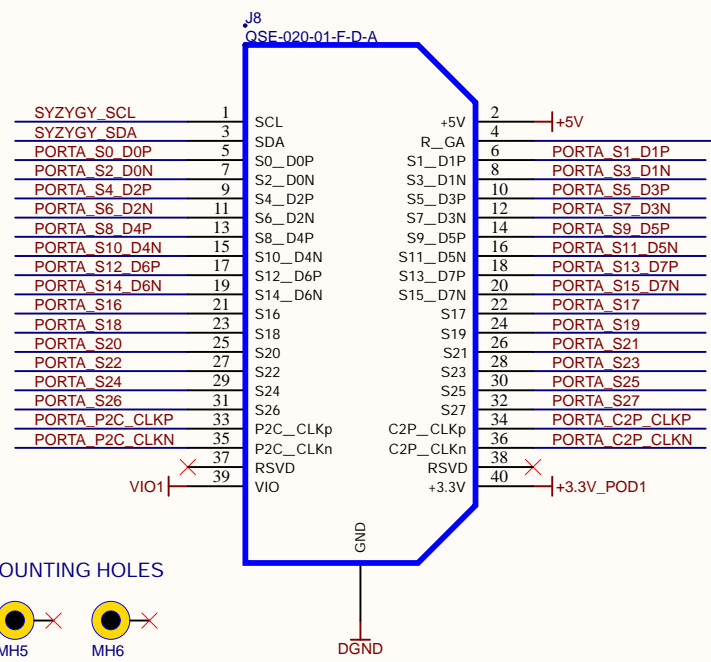 J8
QSE-020-01-F-D-A
SYZYGY_SCL 1 SCL +5V 2 +5V
SYZYGY_SDA 3 SDA R_GA 4
PORTA_S0_D0P 5 S0_D0P S1_D1P 6 PORTA_S1_D1P
PORTA_S2_D0N 7 S2_D0N S3_D1N 8 PORTA_S3_D1N
PORTA_S4_D2P 9 S4_D2P S5_D3P 10 PORTA_S5_D3P
PORTA_S6_D2N 11 S6_D2N S7_D3N 12 PORTA_S7_D3N
PORTA_S8_D4P 13 S8_D4P S9_D5P 14 PORTA_S9_D5P
PORTA_S10_D4N 15 S10_D4N S11_D5N 16 PORTA_S11_D5N
PORTA_S12_D6P 17 S12_D6P S13_D7P 18 PORTA_S13_D7P
PORTA_S14_D6N 19 S14_D6N S15_D7N 20 PORTA_S15_D7N
PORTA_S16 21 S16 S17 22 PORTA_S17
PORTA_S18 23 S18 S19 24 PORTA_S19
PORTA_S20 25 S20 S21 26 PORTA_S21
PORTA_S22 27 S22 S23 28 PORTA_S23
PORTA_S24 29 S24 S25 30 PORTA_S25
PORTA_S26 31 S26 S27 32 PORTA_S27
PORTA_P2C_CLKP 33 P2C_CLKp C2P_CLKp 34 PORTA_C2P_CLKP
PORTA_P2C_CLKN 35 P2C_CLKn C2P_CLKn 36 PORTA_C2P_CLKN
37 RSVD RSVD 38
VIO1 39 VIO +3.3V 40 +3.3V_POD1
GND
OUNTING HOLES
MH5 MH6
DGND